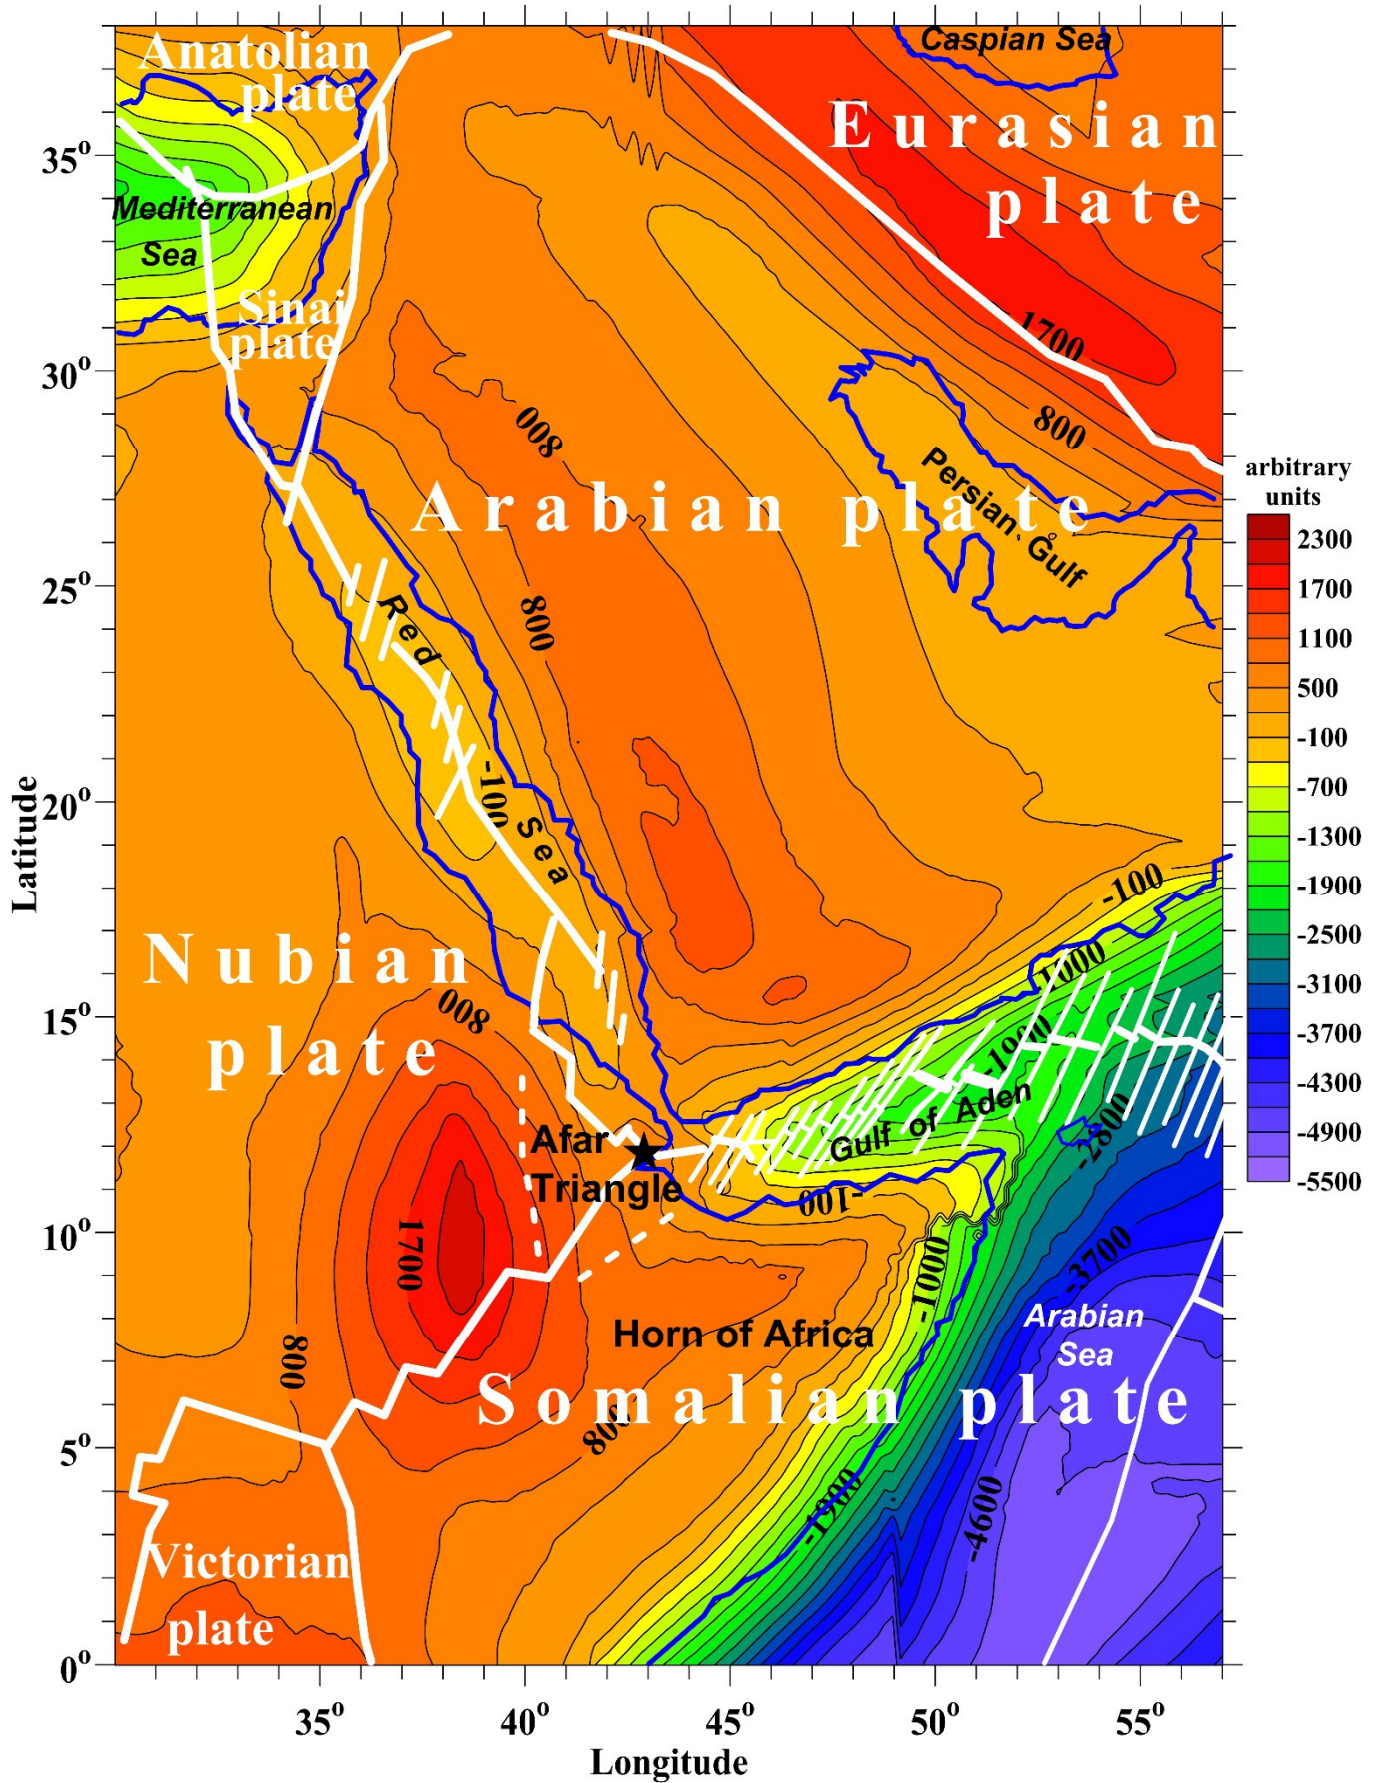 Anatolian
plate
Caspian Sea
Eurasian
plate
35°
Mediterranean
Sea
Sinai
plate
1700
30°
800
800
Persian Gulf
Arabian plate
arbitrary
units
2300
1700
1100
500
-100
-700
-1300
-1900
-2500
-3100
-3700
-4300
-4900
-5500
25°
800
Red Sea
-100
20°
Latitude
-100
Nubian
plate
-1000
800
15°
-1900
Gulf of Aden
-2800
Afar
Triangle
-100
10°
1700
-1000
-3700
Arabian
Sea
Horn of Africa
800
Somalian plate
800
5°
-1900
-4600
Victorian
plate
0°
35°
40°
45°
50°
55°
Longitude